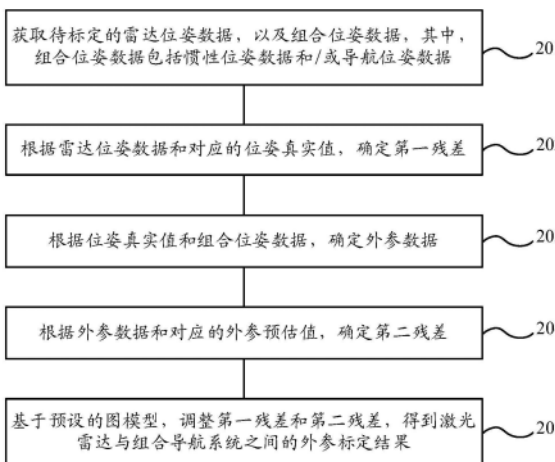 获取待标定的雷达位姿数据，以及组合位姿数据，其中，
组合位姿数据包括惯性位姿数据和/或导航位姿数据
20
根据雷达位姿数据和对应的位姿真实值，确定第一残差
20
根据位姿真实值和组合位姿数据，确定外参数据
20
根据外参数据和对应的外参预估值，确定第二残差
20
基于预设的图模型，调整第一残差和第二残差，得到激光
雷达与组合导航系统之间的外参标定结果
20